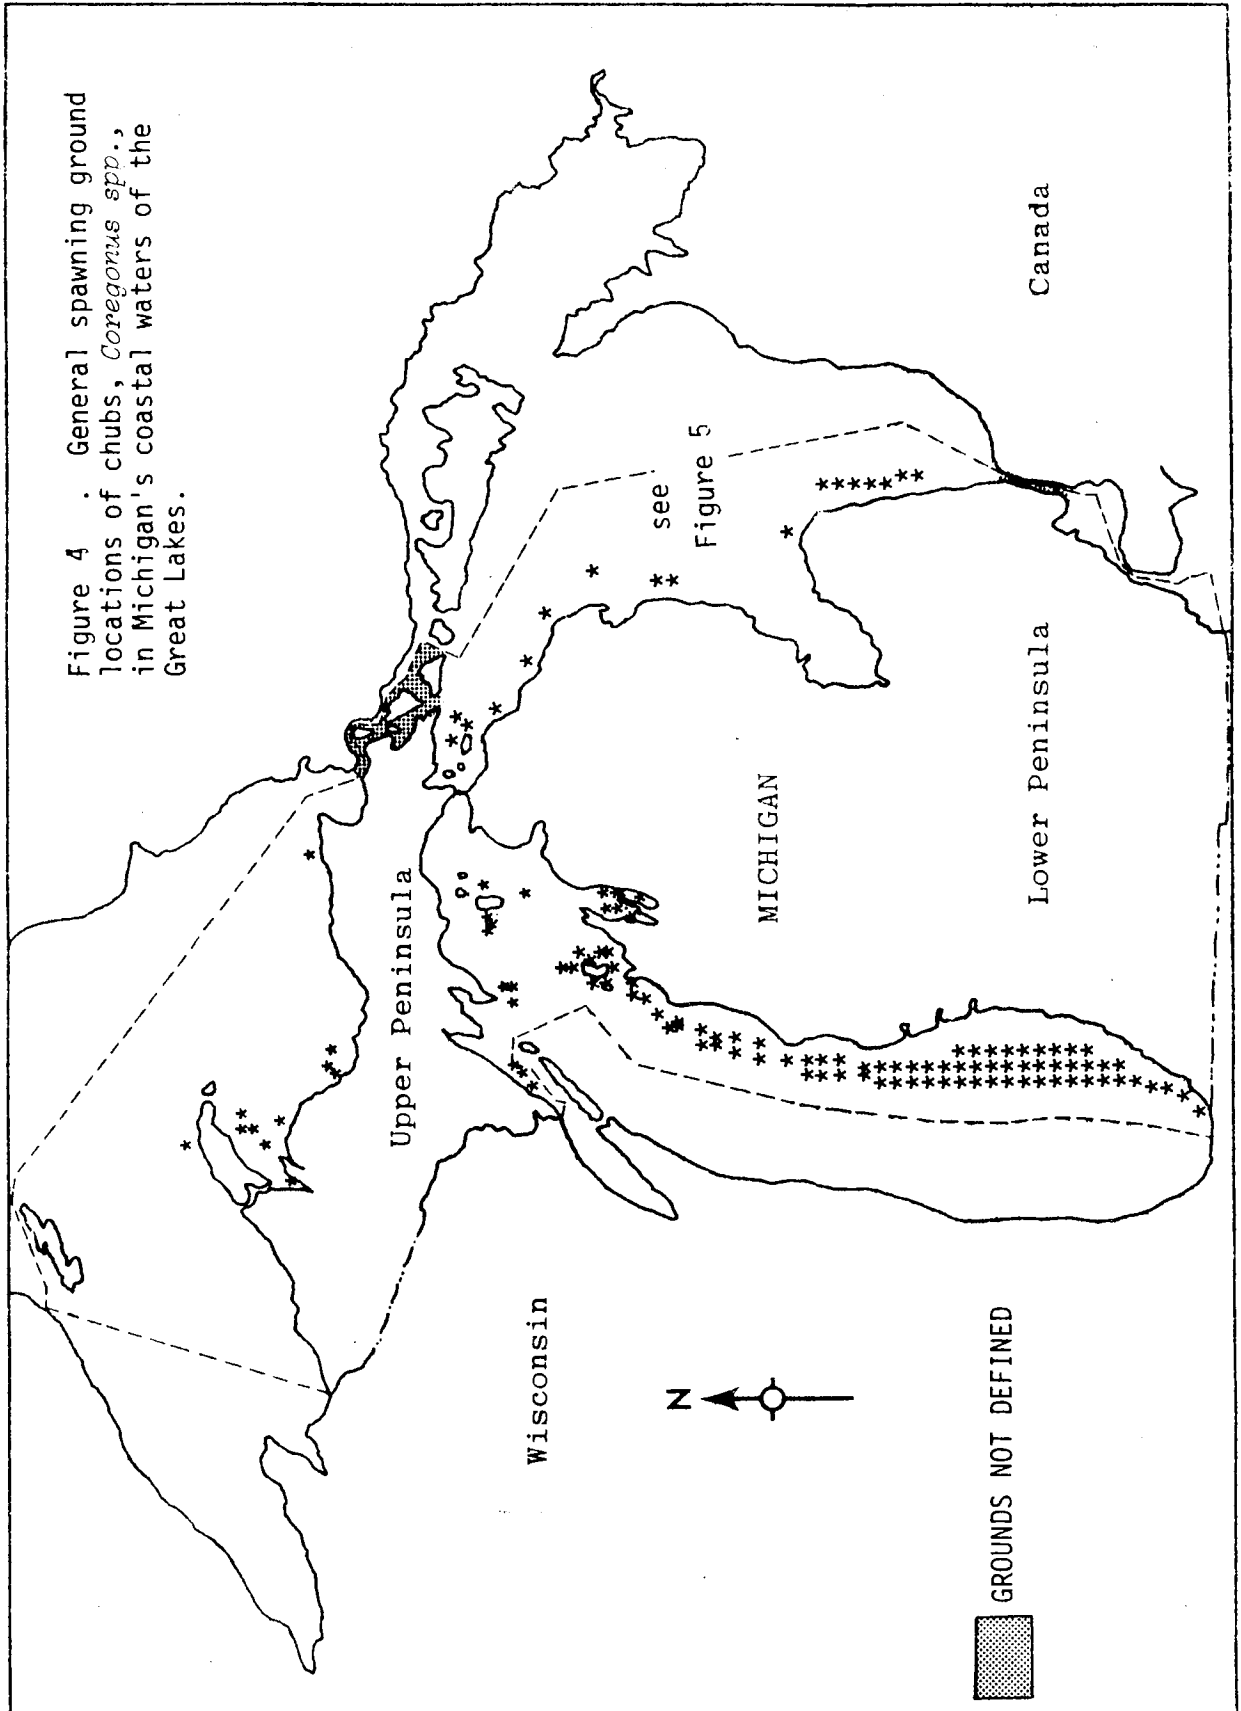 Figure 4 . General spawning ground
locations of chubs, Coregonus spp.,
in Michigan's coastal waters of the
Great Lakes.
Canada
see
Figure 5
Upper Peninsula
MICHIGAN
Lower Peninsula
Wisconsin
N
GROUNDS NOT DEFINED